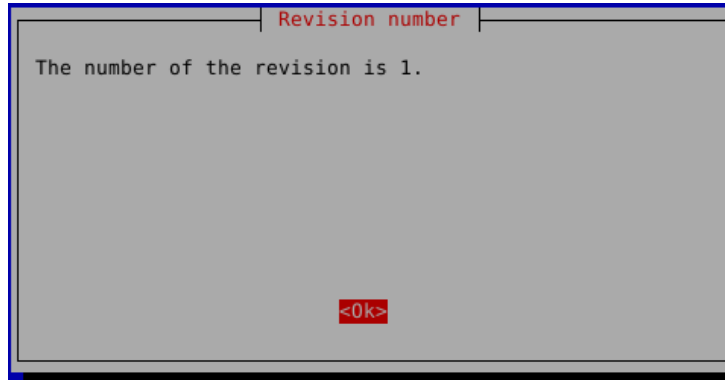 Revision number
The number of the revision is 1.
<Ok>